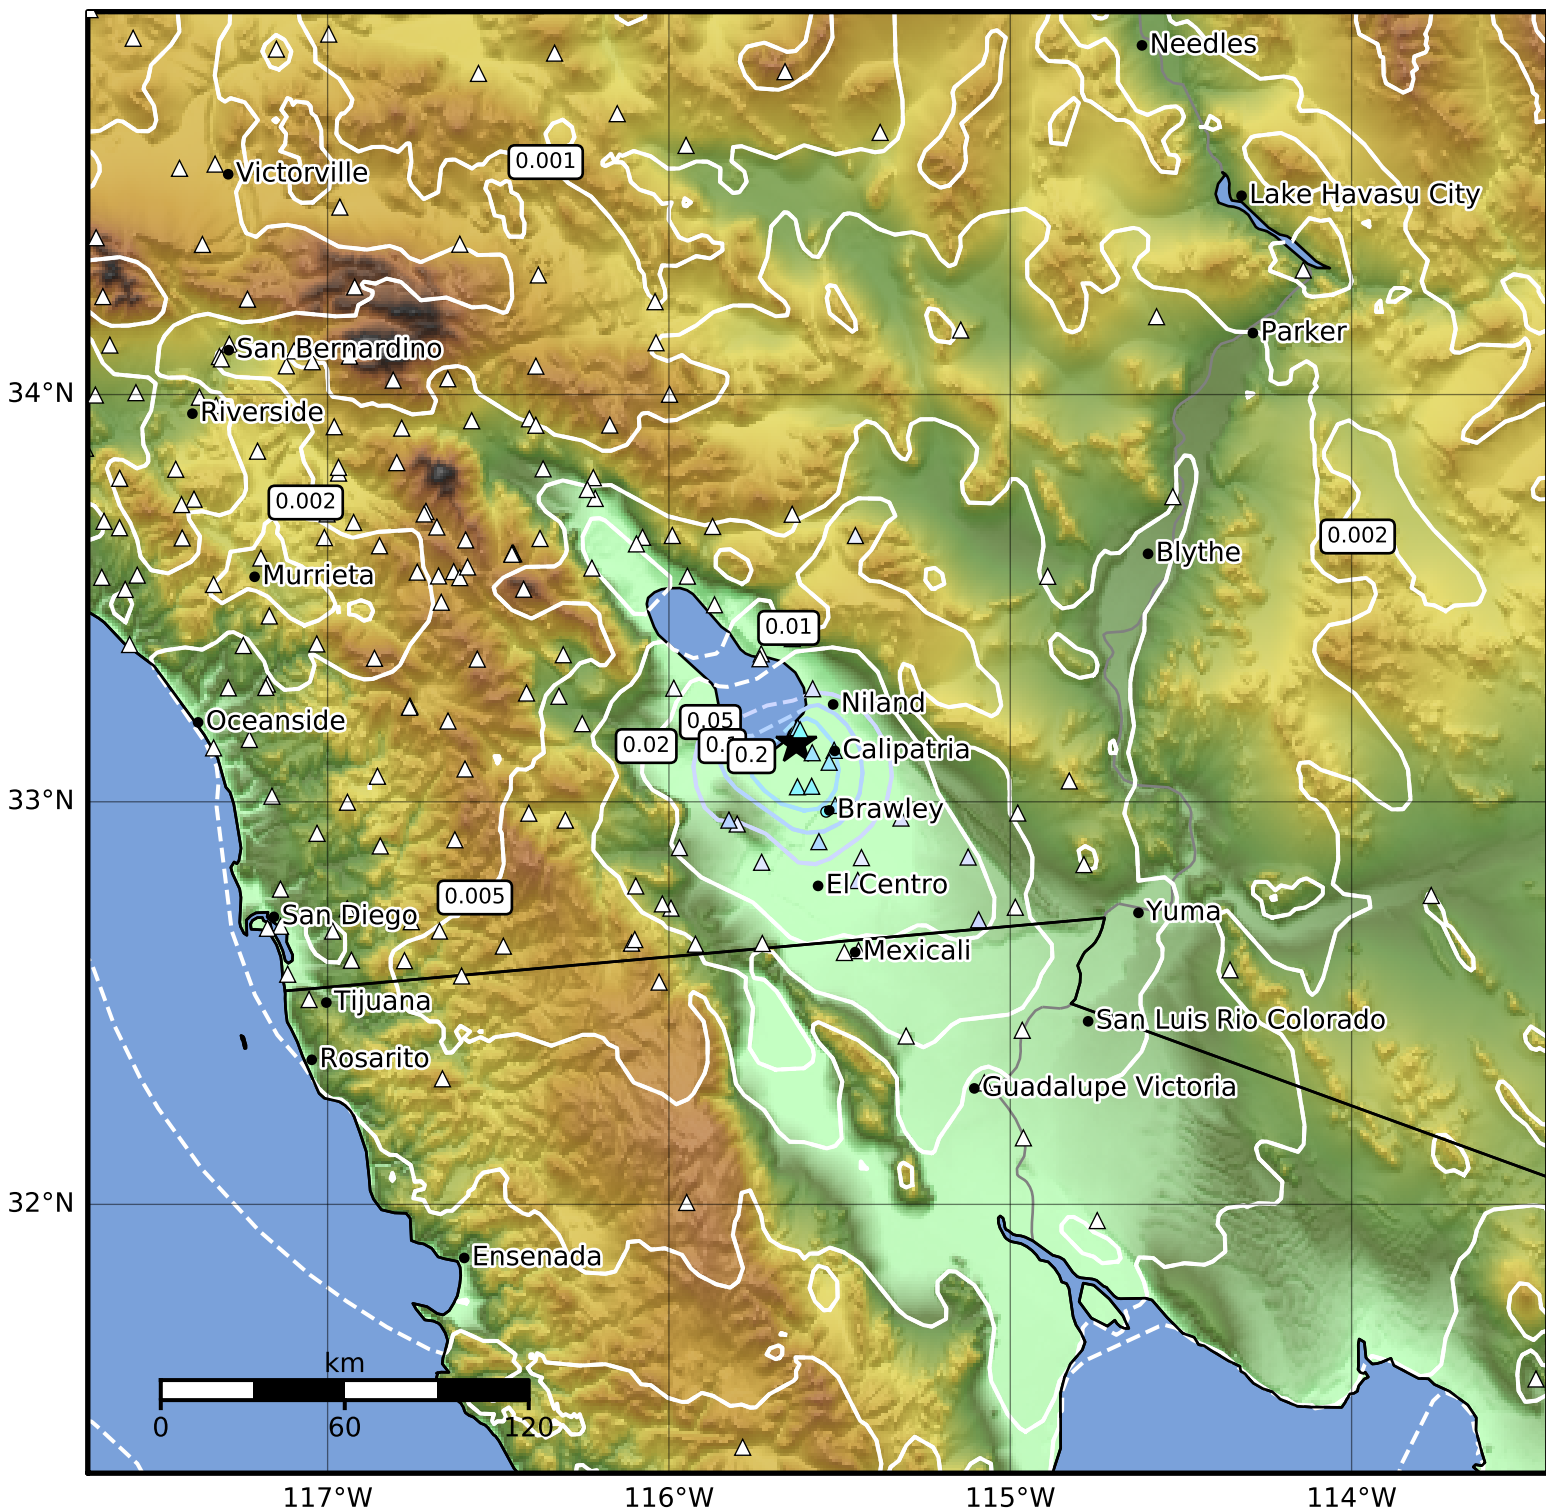 Needles
0.001
Victorville
Lake Havasu City
Parker
San Bernardino
34°N
Riverside
0.002
0.002
Blythe
Murrieta
0.01
Niland
Oceanside
0.05
0.02
0.2
Calipatria
33°N
Brawley
El Centro
0.005
San Diego
Yuma
Mexicali
Tijuana
San Luis Rio Colorado
Rosarito
Guadalupe Victoria
32°N
Ensenada
km
0 60 120
117°W 116°W 115°W 114°W